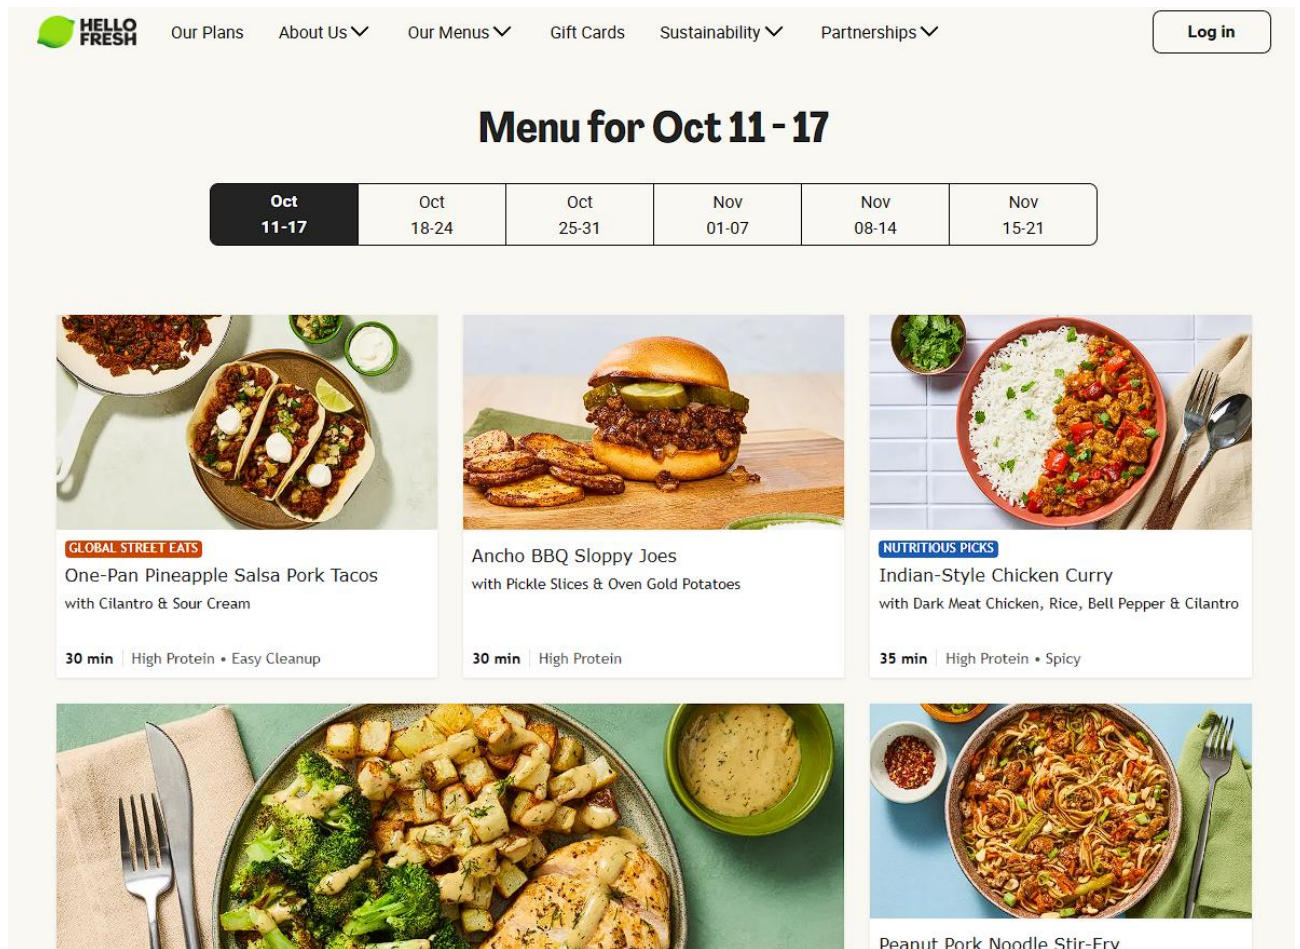 HELLO
FRESH
Our Plans
About Us
Our Menus
Gift Cards
Sustainability
Partnerships
Log in
Menu for Oct 11 - 17
Oct
11-17
Oct
18-24
Oct
25-31
Nov
01-07
Nov
08-14
Nov
15-21
GLOBAL STREET EATS
One-Pan Pineapple Salsa Pork Tacos
with Cilantro & Sour Cream
30 min High Protein • Easy Cleanup
Ancho BBQ Sloppy Joes
with Pickle Slices & Oven Gold Potatoes
30 min High Protein
NUTRITIOUS PICKS
Indian-Style Chicken Curry
with Dark Meat Chicken, Rice, Bell Pepper & Cilantro
35 min High Protein • Spicy
Peanut Pork Noodle Stir-Fry